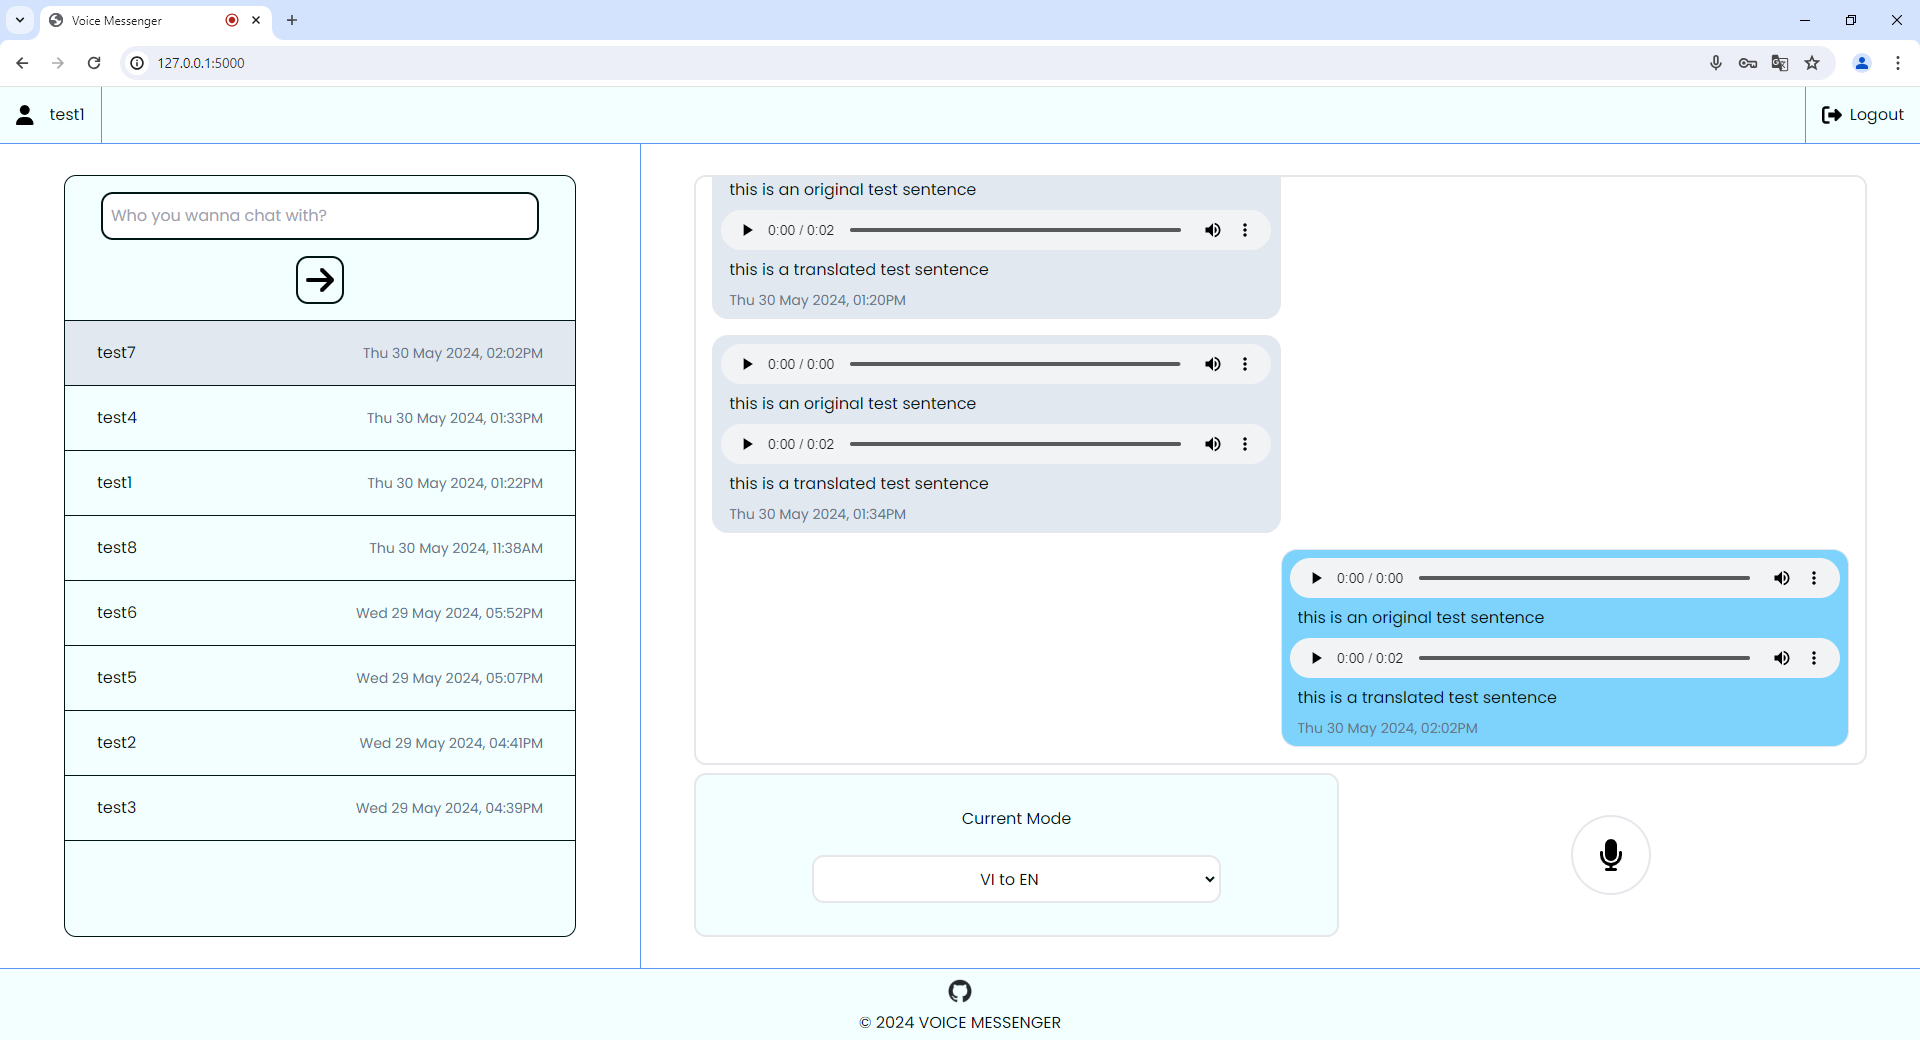 Voice Messenger
127.0.0.1:5000
test1
Logout
Who you wanna chat with?
test7 Thu 30 May 2024, 02:02PM
test4 Thu 30 May 2024, 01:33PM
test1 Thu 30 May 2024, 01:22PM
test8 Thu 30 May 2024, 11:38AM
test6 Wed 29 May 2024, 05:52PM
test5 Wed 29 May 2024, 05:07PM
test2 Wed 29 May 2024, 04:41PM
test3 Wed 29 May 2024, 04:39PM
this is an original test sentence
0:00 / 0:02
this is a translated test sentence
Thu 30 May 2024, 01:20PM
0:00 / 0:00
this is an original test sentence
0:00 / 0:02
this is a translated test sentence
Thu 30 May 2024, 01:34PM
0:00 / 0:00
this is an original test sentence
0:00 / 0:02
this is a translated test sentence
Thu 30 May 2024, 02:02PM
Current Mode
VI to EN
© 2024 VOICE MESSENGER